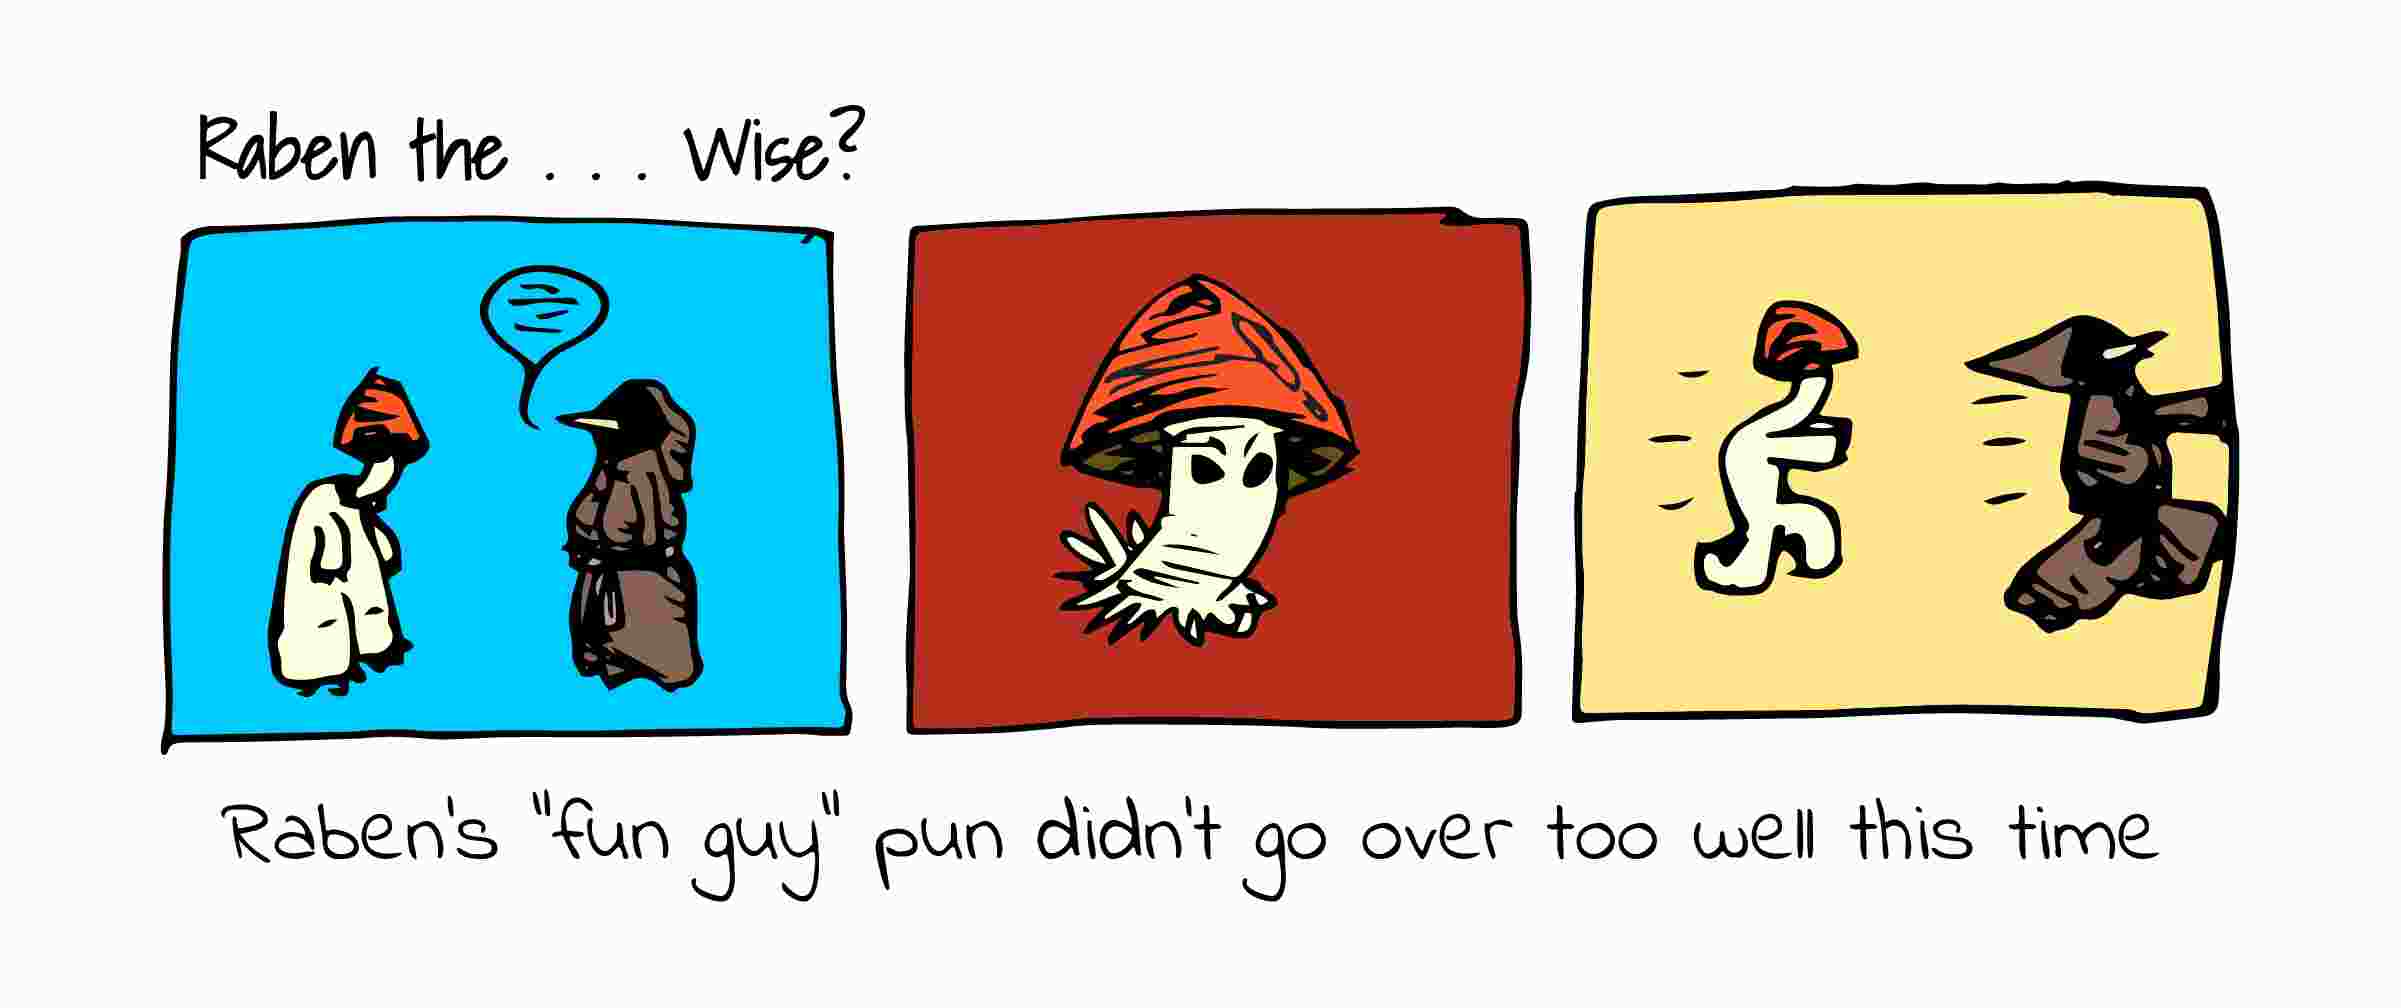 Raben the . . . Wise?
Raben's "fun guy" pun didn't go over too well this time